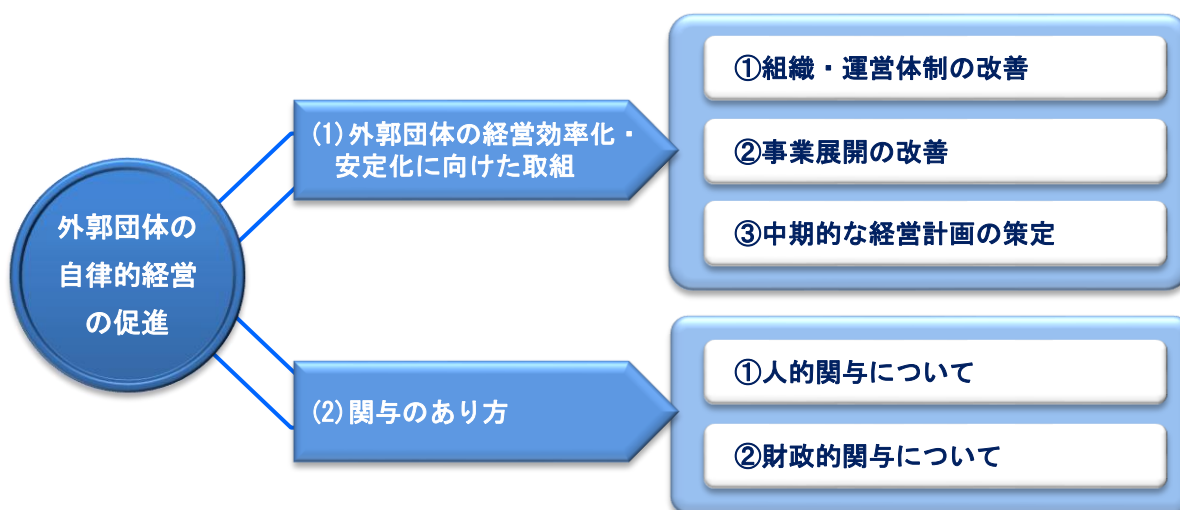 外郭団体の
自律的経営
の促進
(1)外郭団体の経営効率化・
安定化に向けた取組
①組織・運営体制の改善
②事業展開の改善
③中期的な経営計画の策定
(2)関与のあり方
①人的関与について
②財政的関与について